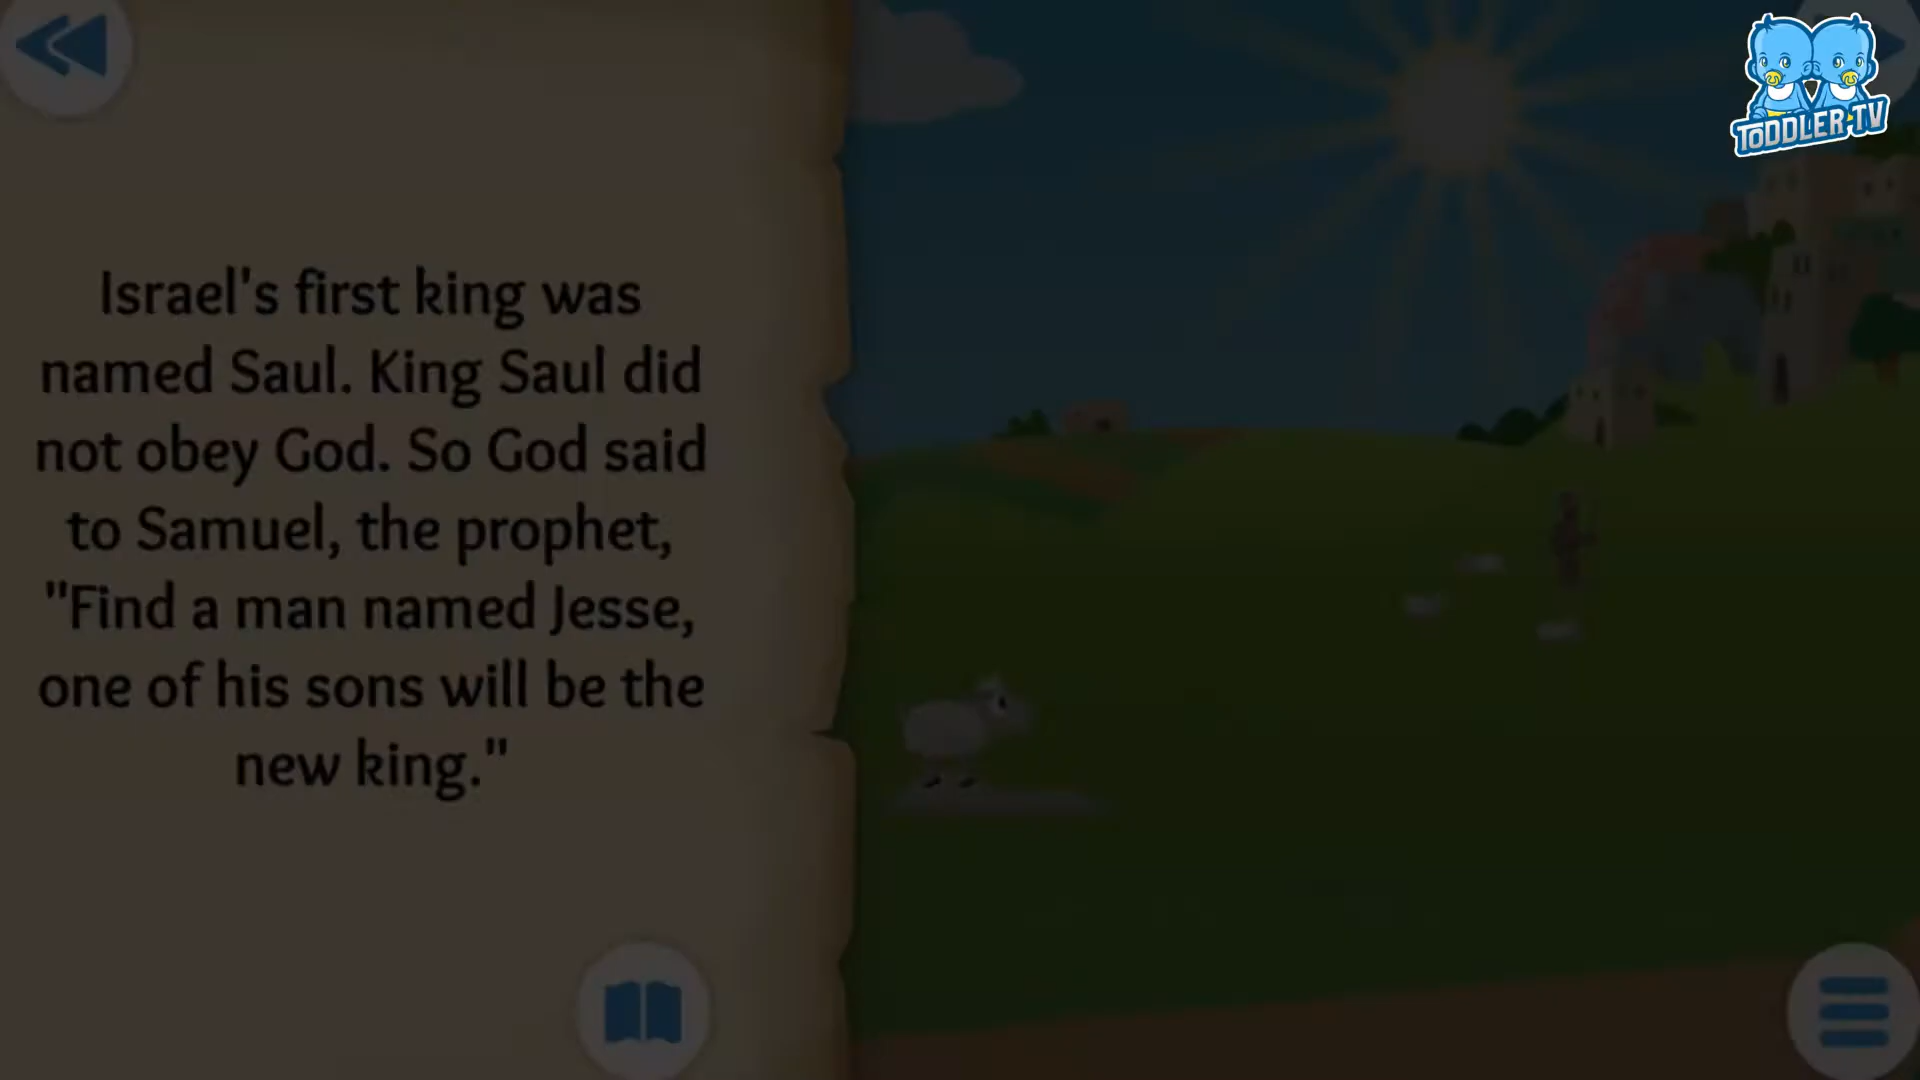 TODDLER TV
Israel's first king was
named Saul. King Saul did
not obey God. So God said
to Samuel, the prophet,
"Find a man named Jesse,
one of his sons will be the
new king."